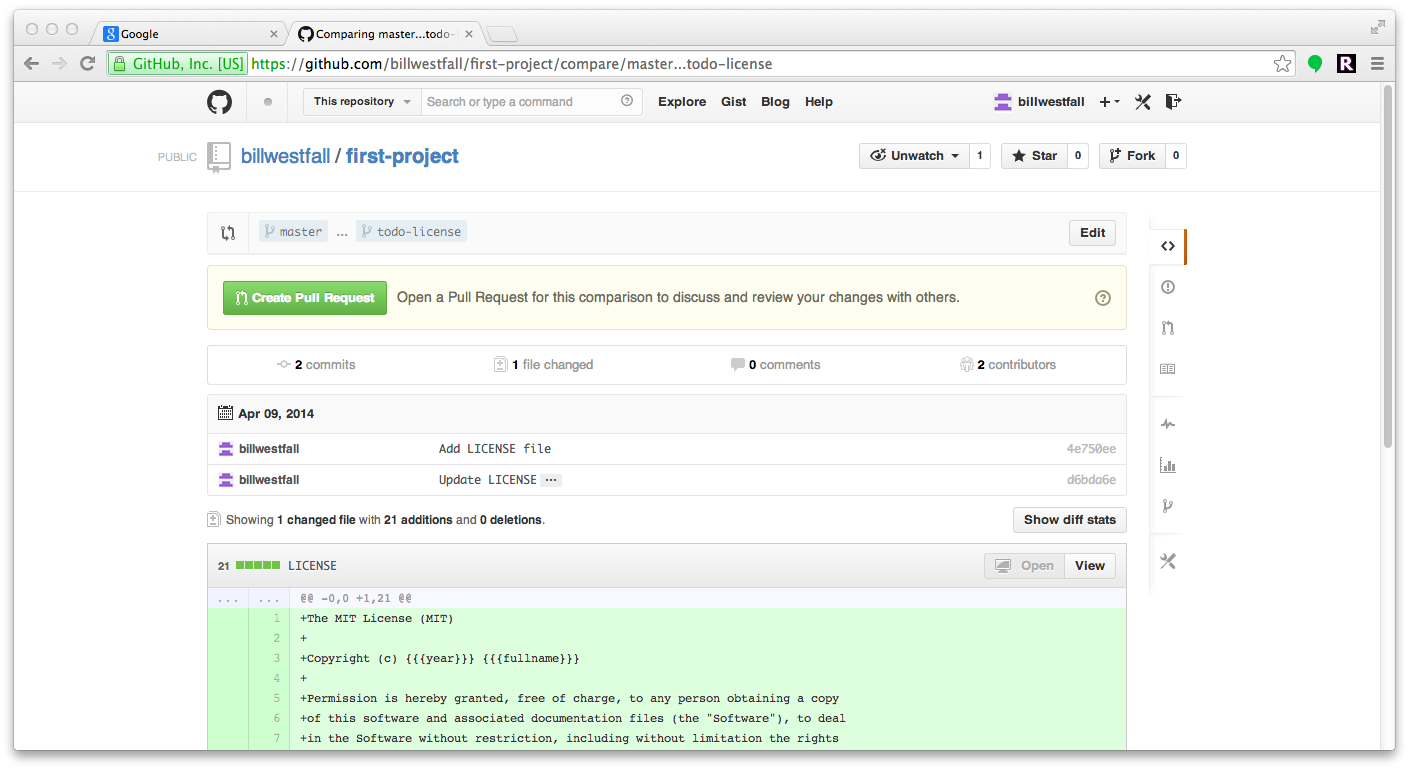 Google
Comparing master...todo-
GitHub, Inc. [US] https://github.com/billwestfall/first-project/compare/master...todo-license
This repository Search or type a command Explore Gist Blog Help billwestfall
PUBLIC billwestfall / first-project Unwatch 1 Star 0 Fork 0
master ... todo-license Edit
Create Pull Request Open a Pull Request for this comparison to discuss and review your changes with others.
2 commits 1 file changed 0 comments 2 contributors
Apr 09, 2014
billwestfall Add LICENSE file 4e750ee
billwestfall Update LICENSE ... d6bda6e
Showing 1 changed file with 21 additions and 0 deletions. Show diff stats
21 LICENSE Open View
... ... @@ -0,0 +1,21 @@
1 +The MIT License (MIT)
2 +
3 +Copyright (c) {{{year}}} {{{fullname}}}
4 +
5 +Permission is hereby granted, free of charge, to any person obtaining a copy
6 +of this software and associated documentation files (the "Software"), to deal
7 +in the Software without restriction, including without limitation the rights